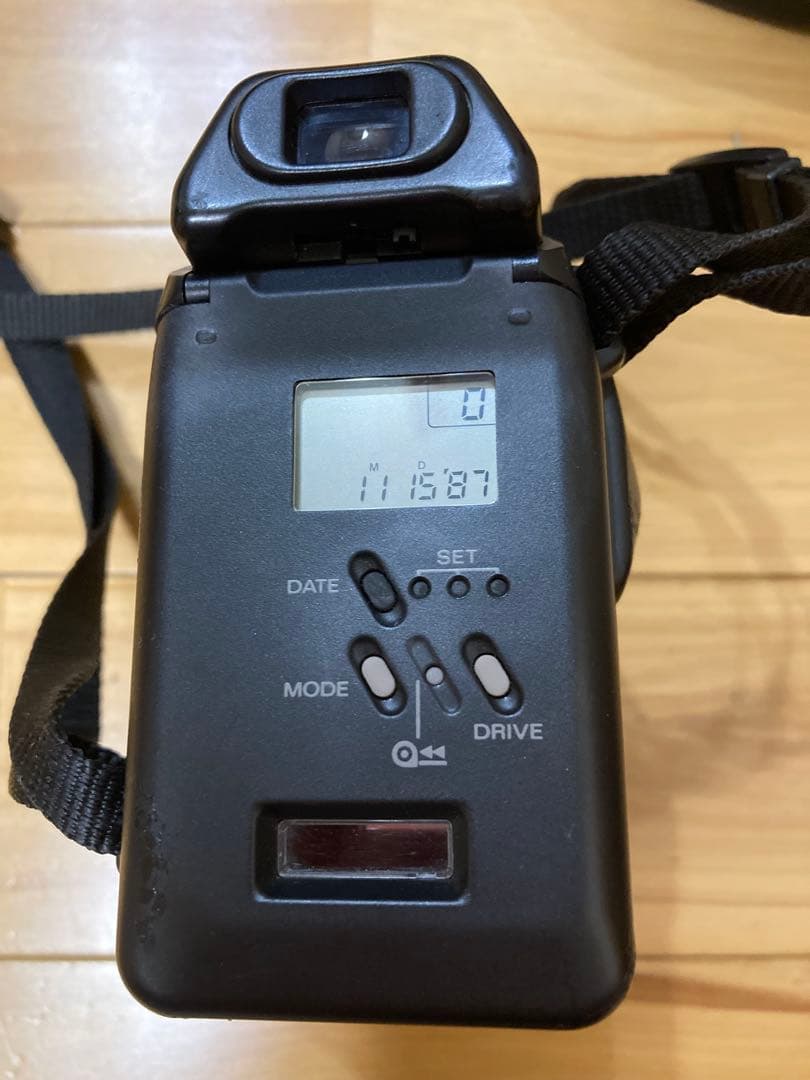 0
M D
11 15'87
SET
DATE
MODE
DRIVE